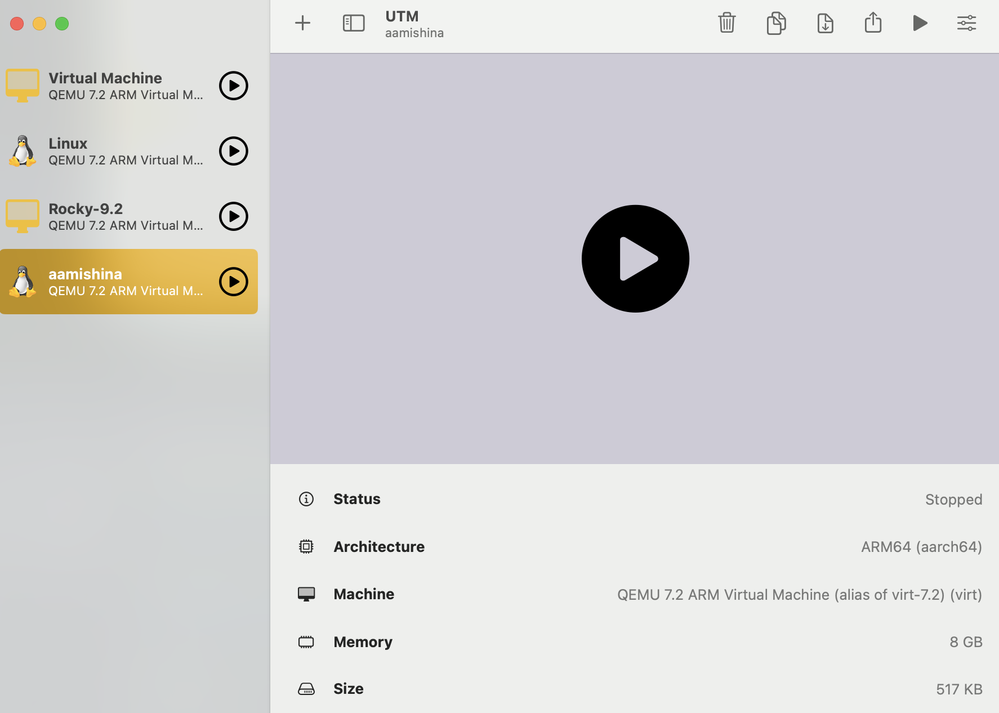 UTM
aamishina
Virtual Machine
QEMU 7.2 ARM Virtual M...
Linux
QEMU 7.2 ARM Virtual M...
Rocky-9.2
QEMU 7.2 ARM Virtual M...
aamishina
QEMU 7.2 ARM Virtual M...
Status Stopped
Architecture ARM64 (aarch64)
Machine QEMU 7.2 ARM Virtual Machine (alias of virt-7.2) (virt)
Memory 8 GB
Size 517 KB